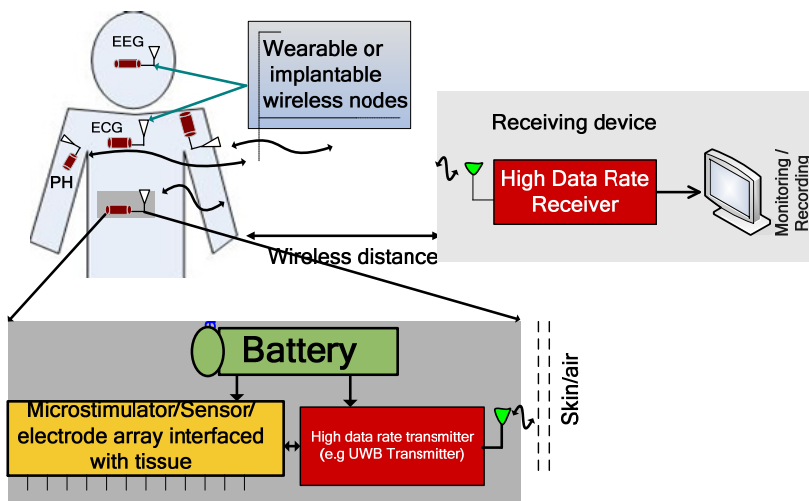 EEG
Wearable or
implantable
wireless nodes
ECG
PH
Receiving device
High Data Rate
Receiver
Monitoring /
Recording
Wireless distance
Battery
Microstimulator/Sensor/
electrode array interfaced
with tissue
High data rate transmitter
(e.g UWB Transmitter)
Skin/air